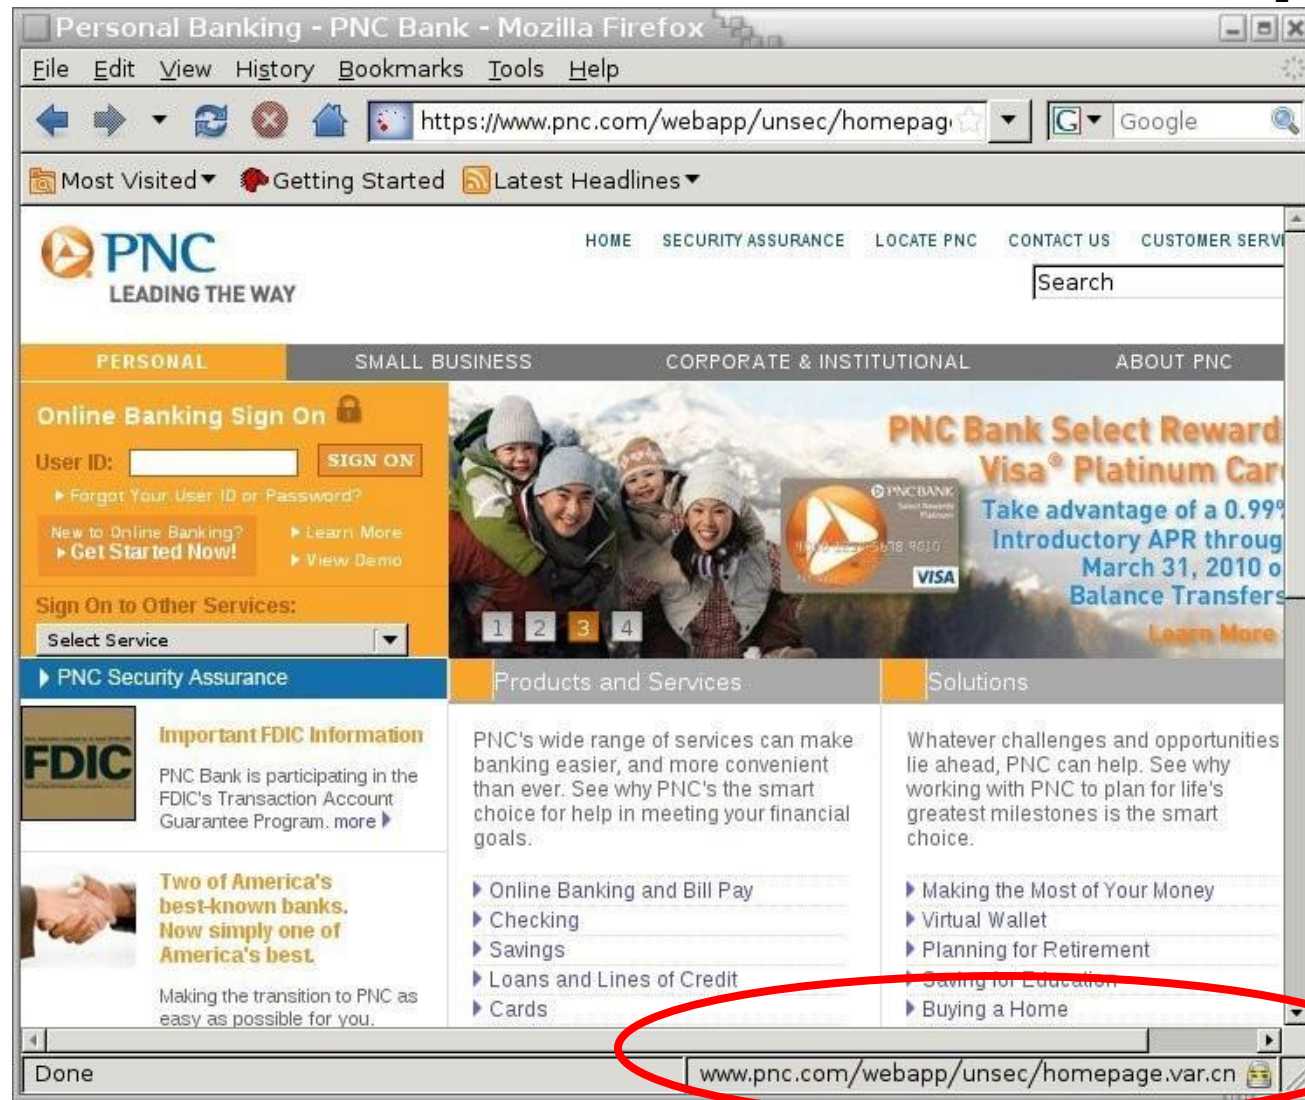 Personal Banking - PNC Bank - Mozilla Firefox
File Edit View History Bookmarks Tools Help
https://www.pnc.com/webapp/unsec/homepag
G Google
Most Visited Getting Started Latest Headlines
PNC
LEADING THE WAY
HOME SECURITY ASSURANCE LOCATE PNC CONTACT US CUSTOMER SERVI
Search
PERSONAL SMALL BUSINESS CORPORATE & INSTITUTIONAL ABOUT PNC
Online Banking Sign On
User ID: SIGN ON
Forgot Your User ID or Password?
New to Online Banking?
Get Started Now!
Learn More
View Demo
Sign On to Other Services:
Select Service
PNC Bank Select Reward
Visa® Platinum Car
Take advantage of a 0.99%
Introductory APR throug
March 31, 2010 o
Balance Transfers
Learn More
PNC BANK
VISA
1 2 3 4
PNC Security Assurance
FDIC
Important FDIC Information
PNC Bank is participating in the
FDIC's Transaction Account
Guarantee Program. more
Two of America's
best-known banks.
Now simply one of
America's best.
Making the transition to PNC as
easy as possible for you.
Products and Services
PNC's wide range of services can make
banking easier, and more convenient
than ever. See why PNC's the smart
choice for help in meeting your financial
goals.
Online Banking and Bill Pay
Checking
Savings
Loans and Lines of Credit
Cards
Solutions
Whatever challenges and opportunities
lie ahead, PNC can help. See why
working with PNC to plan for life's
greatest milestones is the smart
choice.
Making the Most of Your Money
Virtual Wallet
Planning for Retirement
Saving for Education
Buying a Home
Done
www.pnc.com/webapp/unsec/homepage.var.cn